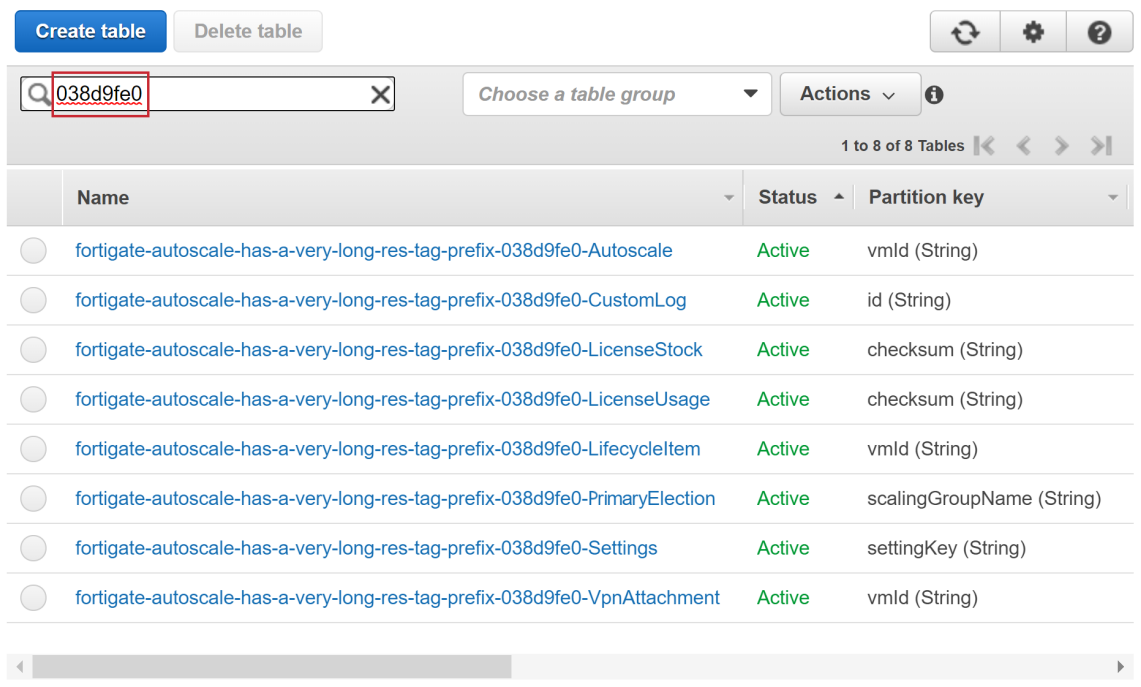 Create table Delete table
038d9fe0 Choose a table group Actions
1 to 8 of 8 Tables
Name Status Partition key
fortigate-autoscale-has-a-very-long-res-tag-prefix-038d9fe0-Autoscale Active vmId (String)
fortigate-autoscale-has-a-very-long-res-tag-prefix-038d9fe0-CustomLog Active id (String)
fortigate-autoscale-has-a-very-long-res-tag-prefix-038d9fe0-LicenseStock Active checksum (String)
fortigate-autoscale-has-a-very-long-res-tag-prefix-038d9fe0-LicenseUsage Active checksum (String)
fortigate-autoscale-has-a-very-long-res-tag-prefix-038d9fe0-LifecycleItem Active vmId (String)
fortigate-autoscale-has-a-very-long-res-tag-prefix-038d9fe0-PrimaryElection Active scalingGroupName (String)
fortigate-autoscale-has-a-very-long-res-tag-prefix-038d9fe0-Settings Active settingKey (String)
fortigate-autoscale-has-a-very-long-res-tag-prefix-038d9fe0-VpnAttachment Active vmId (String)